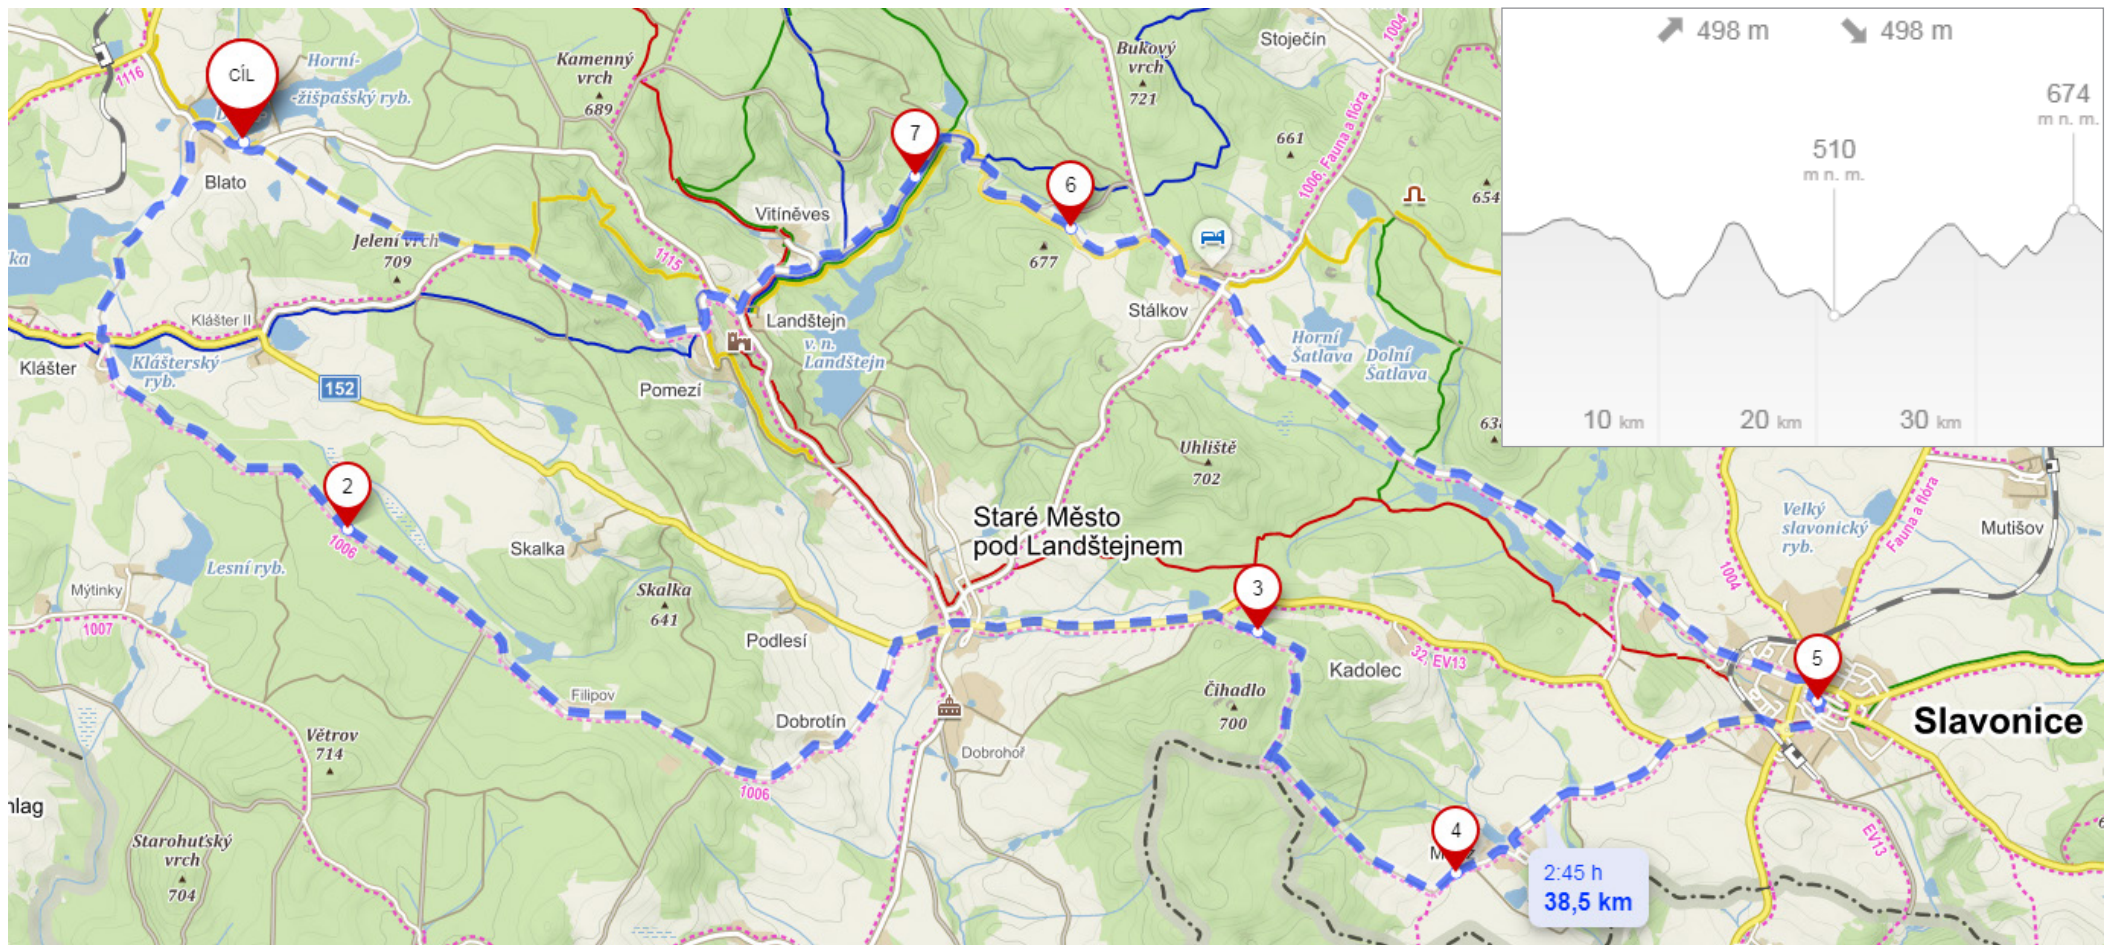 498 m
498 m
674
m n. m.
510
m n. m.
10 km
20 km
30 km
1116
CÍL
Horní-
-žišpašský ryb.
Kamenný
vrch
689
Bukový
vrch
721
Stoječín
1004
1006, Fauna a flóra
661
654
7
6
Blato
Vitíněves
Jelení vrch
709
1115
677
Klášter II
Klášter
Klášterský
ryb.
152
Pomezí
Landštejn
v. n.
Landštejn
Stálkov
Horní
Šatlava
Dolní
Šatlava
Uhliště
702
2
1006
Lesní ryb.
Skalka
Skalka
641
Staré Město
pod Landštejnem
Velký
slavonický
ryb.
Fauna a flóra
Mutišov
1004
Mýtinky
1007
3
Podlesí
Kadolec
32, EV13
5
Slavonice
Filipov
Dobrotín
Čihadlo
700
Větrov
714
Dobrohoř
1006
hlag
Starohuťský
vrch
704
4
EV13
2:45 h
38,5 km